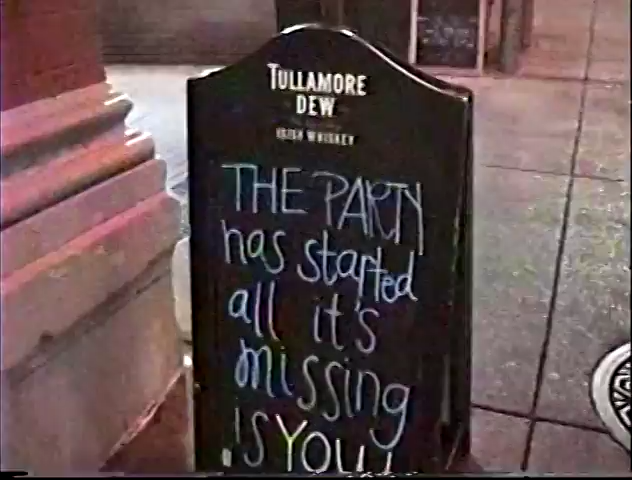 TULLAMORE
DEW
IRISH WHISKEY
THE PARTY
has started
all it's
missing
is YOU!